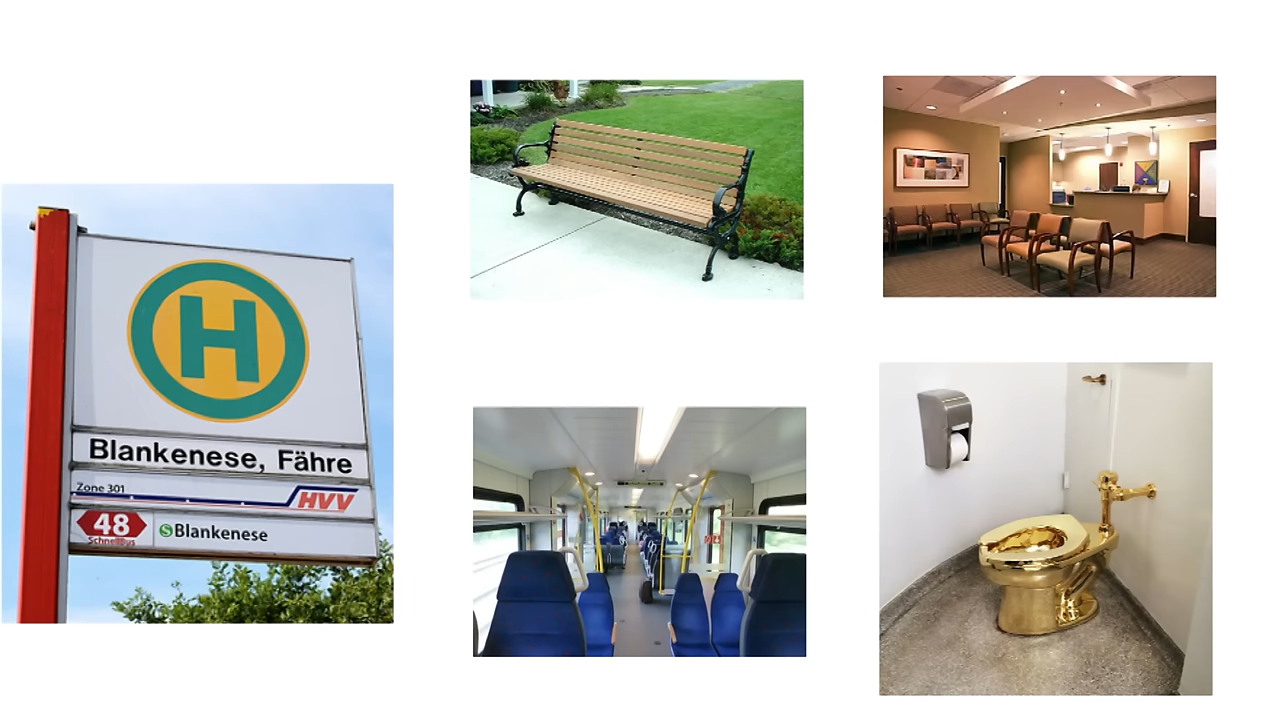 H
Blankenese, Fähre
Zone 301
HVV
48
SchnellBus
S Blankenese